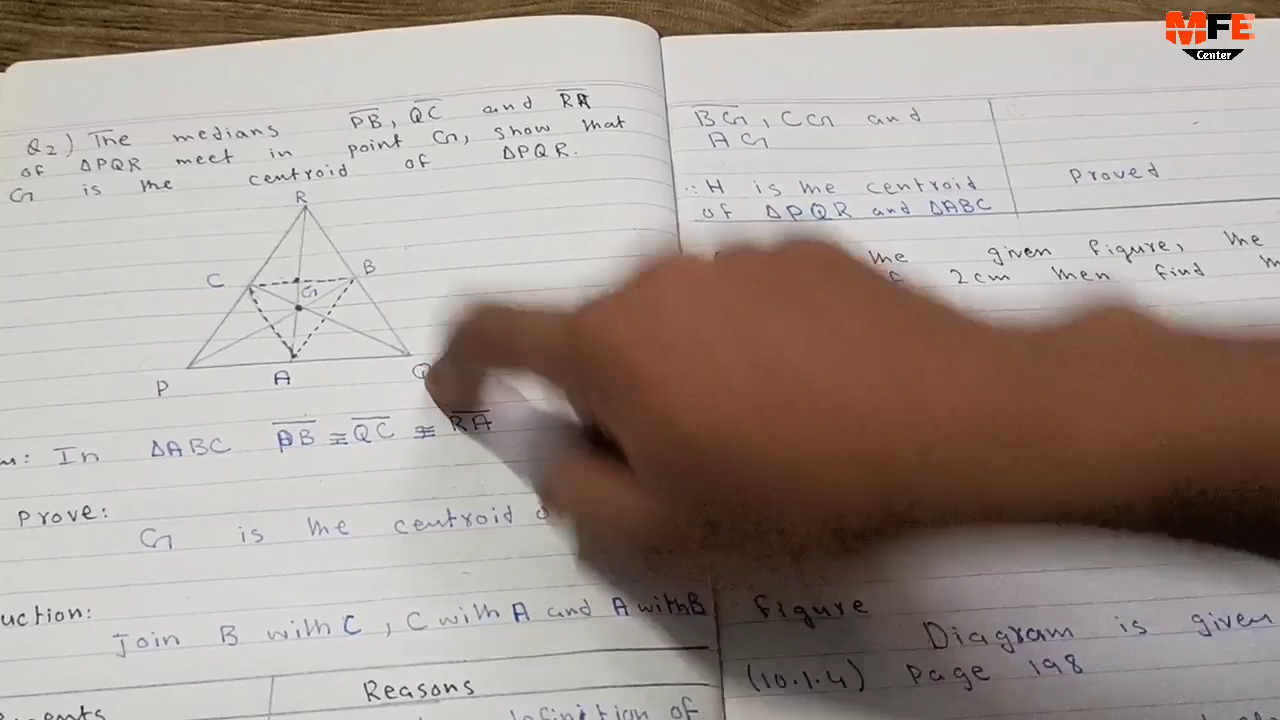 MFE
Center
Q2) The medians PB, QC and RA
of ΔPQR meet in point G, show that
G is the centroid of ΔPQR.
R
C
B
G
P
A
Q
In ΔABC PB ≅ QC ≅ RA
Prove:
G is the centroid
Join B with C, C with A and A with B
Reasons
definition of
BG, CG and
AG
∴ H is the centroid
of ΔPQR and ΔABC
Proved
the given figure, the
2cm then find
figure
Diagram is given
(10.1.4) Page 198